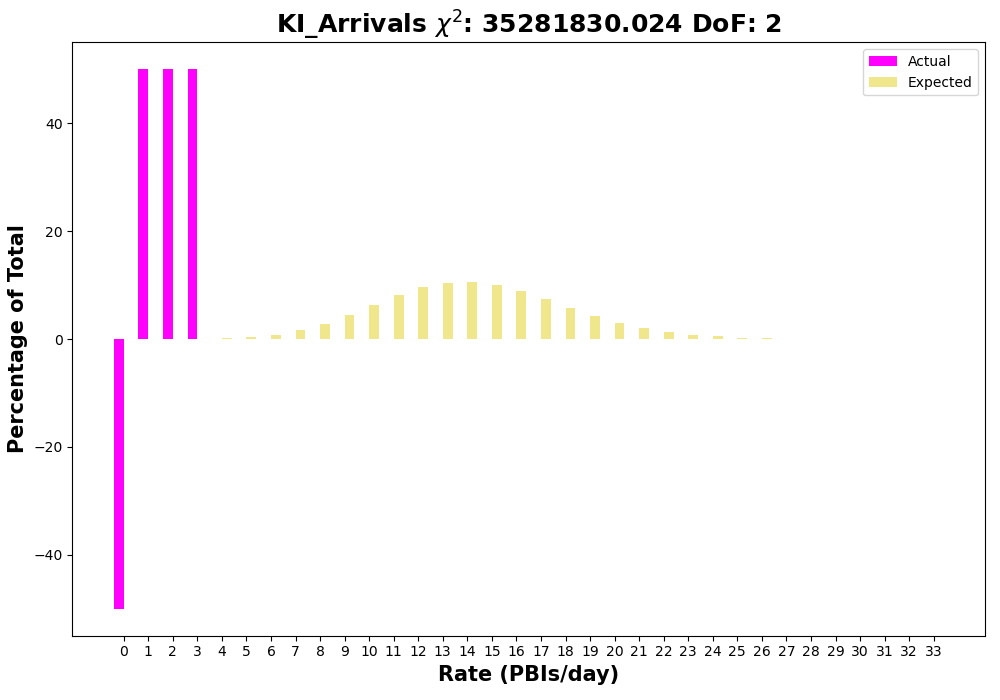 KI_Arrivals χ²: 35281830.024 DoF: 2
Actual
Expected
Percentage of Total
40
20
0
−20
−40
0 1 2 3 4 5 6 7 8 9 10 11 12 13 14 15 16 17 18 19 20 21 22 23 24 25 26 27 28 29 30 31 32 33
Rate (PBIs/day)